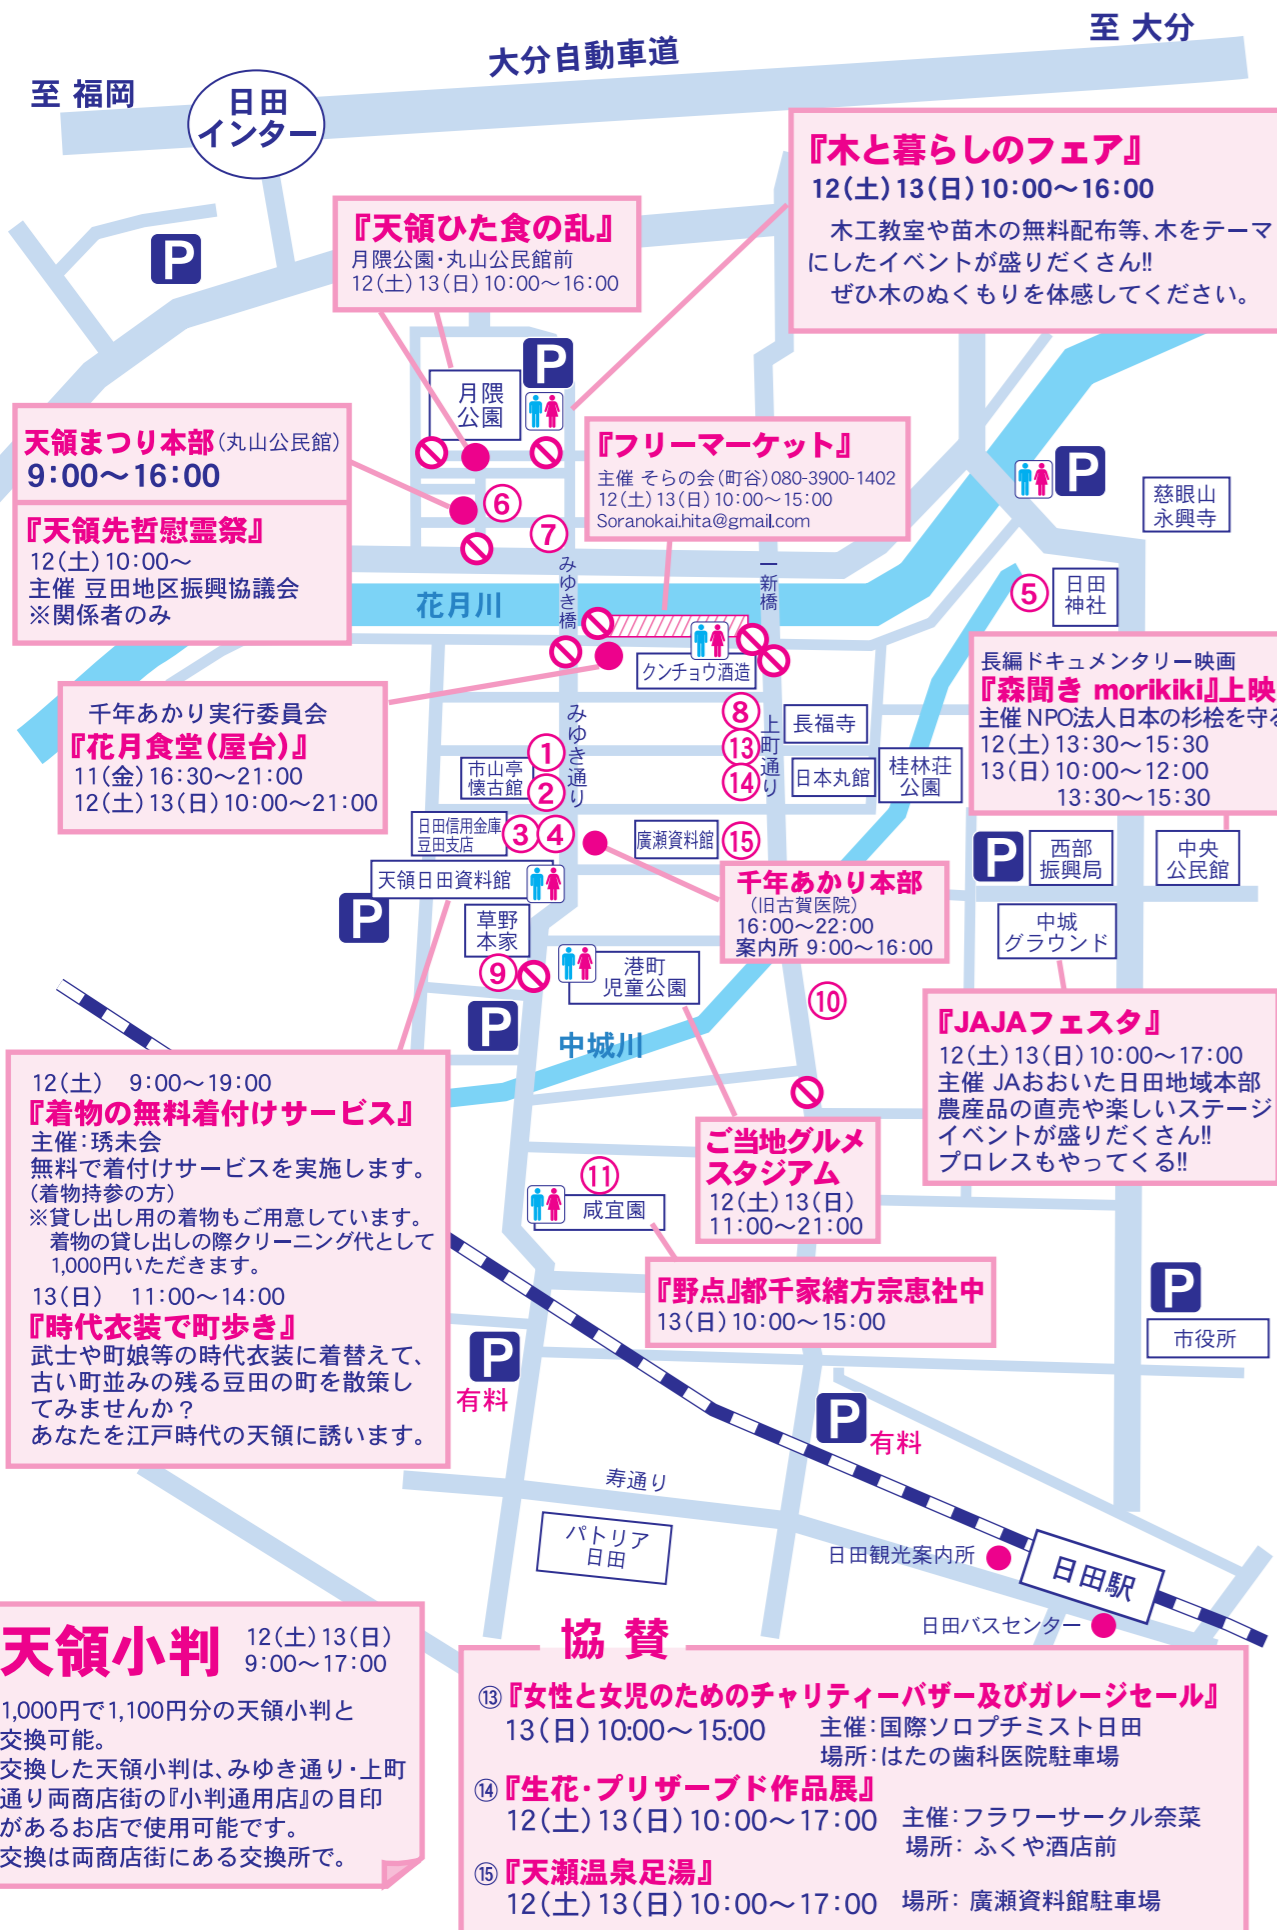 至 大分
大分自動車道
至 福岡
日田
インター
P
『木と暮らしのフェア』
12(土)13(日)10:00〜16:00
木工教室や苗木の無料配布等、木をテーマ
にしたイベントが盛りだくさん!!
ぜひ木のぬくもりを体感してください。
『天領ひた食の乱』
月隈公園・丸山公民館前
12(土)13(日)10:00〜16:00
P
月隈
公園
天領まつり本部(丸山公民館)
9:00〜16:00
『天領先哲慰霊祭』
12(土)10:00〜
主催 豆田地区振興協議会
※関係者のみ
『フリーマーケット』
主催 そらの会(町谷)080-3900-1402
12(土)13(日)10:00〜15:00
Soranokai.hita@gmail.com
P
慈眼山
永興寺
⑥
⑦
みゆき橋
一新橋
花月川
⑤
日田
神社
クンチョウ酒造
長編ドキュメンタリー映画
『森聞き morikiki』上映
主催 NPO法人日本の杉桧を守る
12(土)13:30〜15:30
13(日)10:00〜12:00
13:30〜15:30
千年あかり実行委員会
『花月食堂(屋台)』
11(金)16:30〜21:00
12(土)13(日)10:00〜21:00
みゆき通り
⑧
⑬
⑭
上町通り
長福寺
日本丸館
桂林荘
公園
①
②
市山亭
懐古館
日田信用金庫
豆田支店
③
④
廣瀬資料館
⑮
P
西部
振興局
中央
公民館
天領日田資料館
P
草野
本家
⑨
千年あかり本部
(旧古賀医院)
16:00〜22:00
案内所 9:00〜16:00
中城
グラウンド
港町
児童公園
⑩
P
中城川
『JAJAフェスタ』
12(土)13(日)10:00〜17:00
主催 JAおおいた日田地域本部
農産品の直売や楽しいステージ
イベントが盛りだくさん!!
プロレスもやってくる!!
12(土) 9:00〜19:00
『着物の無料着付けサービス』
主催:琇未会
無料で着付けサービスを実施します。
(着物持参の方)
※貸し出し用の着物もご用意しています。
着物の貸し出しの際クリーニング代として
1,000円いただきます。
13(日) 11:00〜14:00
『時代衣装で町歩き』
武士や町娘等の時代衣装に着替えて、
古い町並みの残る豆田の町を散策し
てみませんか?
あなたを江戸時代の天領に誘います。
ご当地グルメ
スタジアム
12(土)13(日)
11:00〜21:00
⑪
咸宜園
『野点』都千家緒方宗恵社中
13(日)10:00〜15:00
P
市役所
P
有料
P
有料
寿通り
パトリア
日田
日田観光案内所
日田駅
日田バスセンター
天領小判
12(土)13(日)
9:00〜17:00
1,000円で1,100円分の天領小判と
交換可能。
交換した天領小判は、みゆき通り・上町
通り両商店街の『小判通用店』の目印
があるお店で使用可能です。
交換は両商店街にある交換所で。
協賛
⑬『女性と女児のためのチャリティーバザー及びガレージセール』
13(日)10:00〜15:00 主催:国際ソロプチミスト日田
場所:はたの歯科医院駐車場
⑭『生花・プリザーブド作品展』
12(土)13(日)10:00〜17:00 主催:フラワーサークル奈菜
場所: ふくや酒店前
⑮『天瀬温泉足湯』
12(土)13(日)10:00〜17:00 場所: 廣瀬資料館駐車場